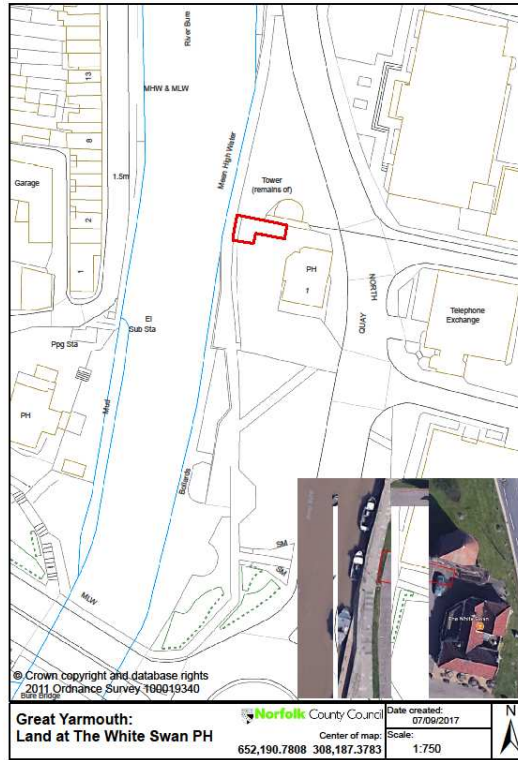 River Bure
MHW & MLW
13
8
2
1
1.5m
Garage
Mean High Water
Tower
(remains of)
PH
1
NORTH
QUAY
Telephone
Exchange
El
Sub Sta
Ppg Sta
PH
Mud
Bollards
SM
SM
MLW
The White Swan
© Crown copyright and database rights
2011 Ordnance Survey 100019340
Bure Bridge
Great Yarmouth:
Land at The White Swan PH
Norfolk County Council
Center of map:
652,190.7808 308,187.3783
Date created:
07/09/2017
Scale:
1:750
N